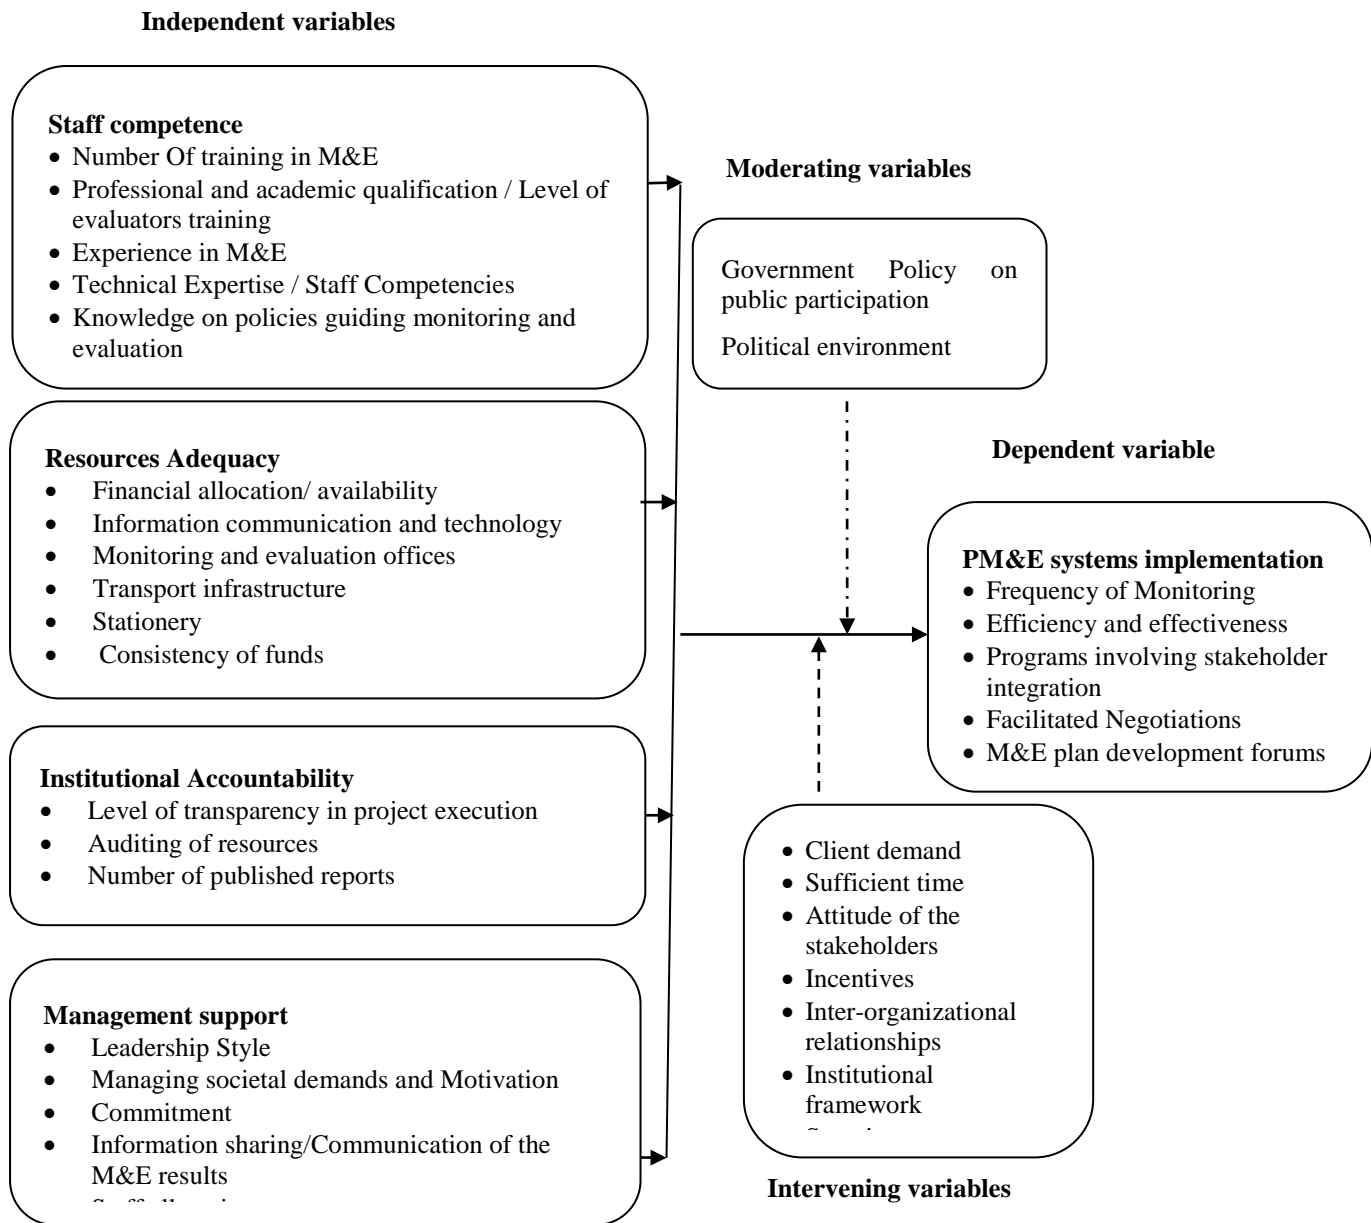 Independent variables
Staff competence
• Number Of training in M&E
• Professional and academic qualification / Level of
evaluators training
• Experience in M&E
• Technical Expertise / Staff Competencies
• Knowledge on policies guiding monitoring and
evaluation
Resources Adequacy
• Financial allocation/ availability
• Information communication and technology
• Monitoring and evaluation offices
• Transport infrastructure
• Stationery
• Consistency of funds
Institutional Accountability
• Level of transparency in project execution
• Auditing of resources
• Number of published reports
Management support
• Leadership Style
• Managing societal demands and Motivation
• Commitment
• Information sharing/Communication of the
M&E results
Moderating variables
Government Policy on
public participation
Political environment
Dependent variable
PM&E systems implementation
• Frequency of Monitoring
• Efficiency and effectiveness
• Programs involving stakeholder
integration
• Facilitated Negotiations
• M&E plan development forums
• Client demand
• Sufficient time
• Attitude of the
stakeholders
• Incentives
• Inter-organizational
relationships
• Institutional
framework
Intervening variables